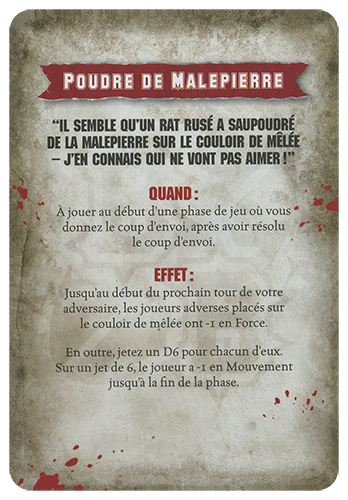 POUDRE DE MALEPIERRE
“IL SEMBLE QU’UN RAT RUSÉ A SAUPOUDRÉ
DE LA MALEPIERRE SUR LE COULOIR DE MÊLÉE
– J’EN CONNAIS QUI NE VONT PAS AIMER !”
QUAND :
À jouer au début d'une phase de jeu où vous
donnez le coup d'envoi, après avoir résolu
le coup d'envoi.
EFFET :
Jusqu'au début du prochain tour de votre
adversaire, les joueurs adverses placés sur
le couloir de mêlée ont -1 en Force.
En outre, jetez un D6 pour chacun d'eux.
Sur un jet de 6, le joueur a -1 en Mouvement
jusqu'à la fin de la phase.